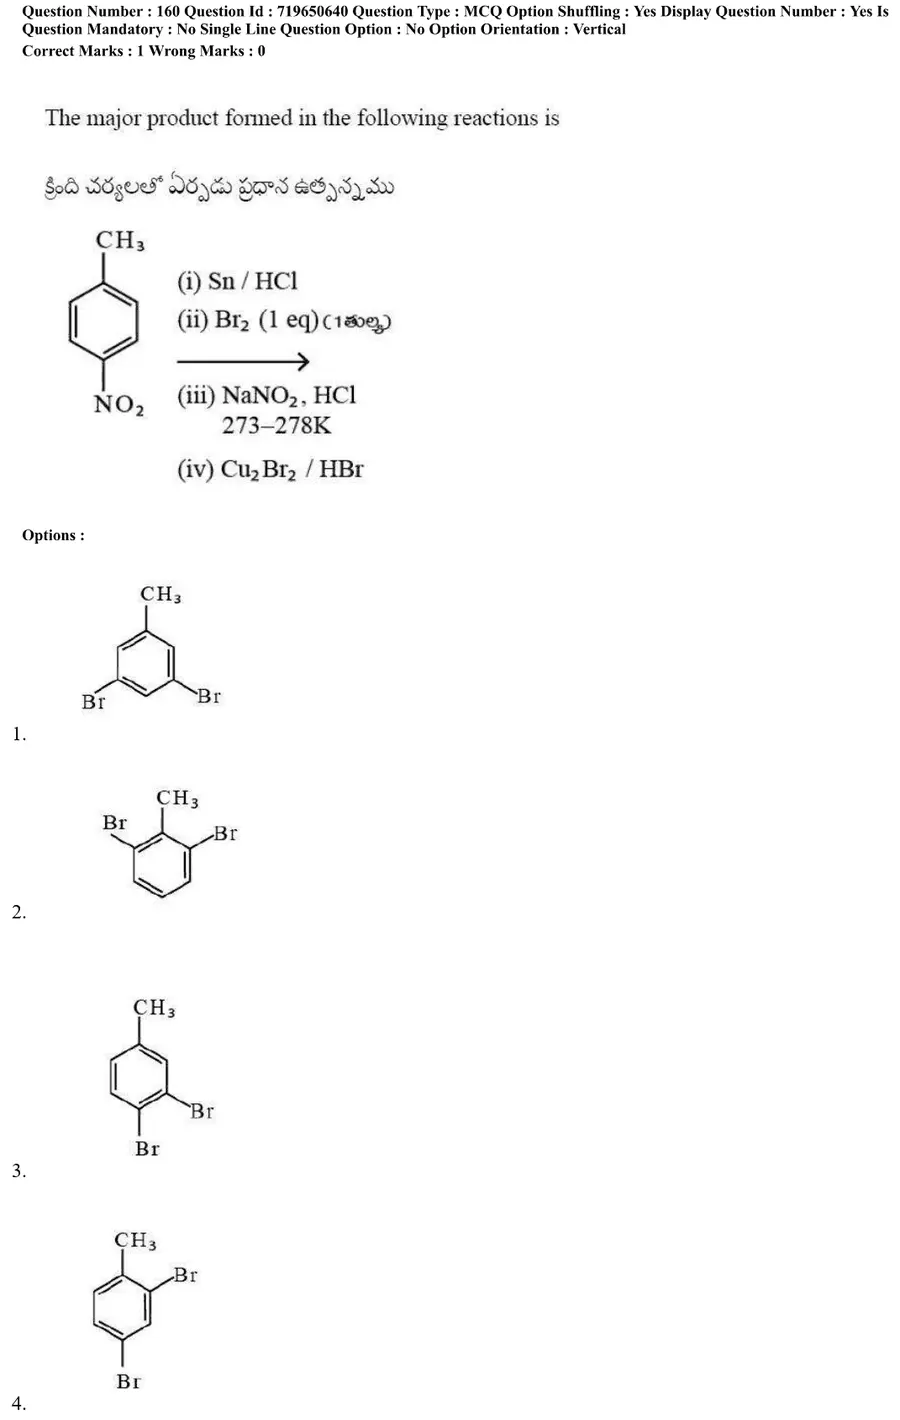 Question Number : 160 Question Id : 719650640 Question Type : MCQ Option Shuffling : Yes Display Question Number : Yes Is
Question Mandatory : No Single Line Question Option : No Option Orientation : Vertical
Correct Marks : 1 Wrong Marks : 0
The major product formed in the following reactions is
క్రింది చర్యలలో ఏర్పడు ప్రధాన ఉత్పన్నము
CH₃
(i) Sn / HCl
(ii) Br₂ (1 eq) (1తుల్య)
NO₂
(iii) NaNO₂, HCl
273–278K
(iv) Cu₂Br₂ / HBr
Options :
CH₃
Br Br
1.
CH₃
Br Br
2.
CH₃
Br
Br
3.
CH₃
Br
Br
4.